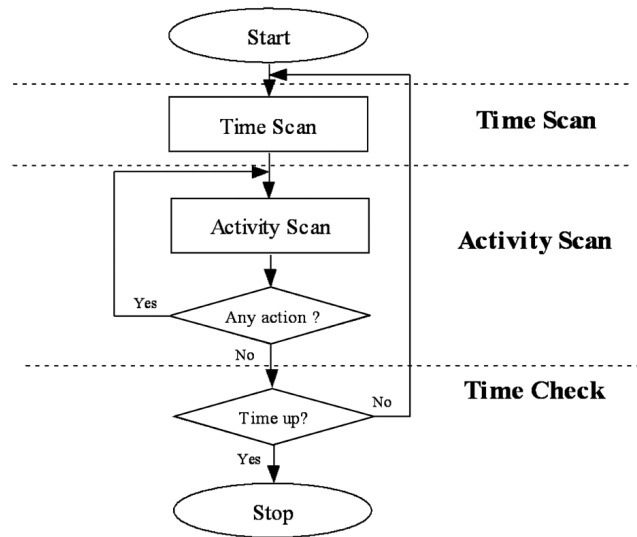 Start
Time Scan
Time Scan
Activity Scan
Activity Scan
Yes
Any action ?
No
Time Check
No
Time up?
Yes
Stop